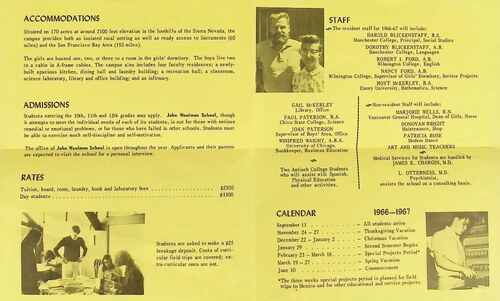 ACCOMMODATIONS
Situated on 170 acres at around 2100 feet elevation in the foothills of the Sierra Nevada, the
campus provides both an isolated rural setting as well as ready access to Sacramento (60
miles) and the San Francisco Bay Area (150 miles).
The girls are housed one, two, or three to a room in the girls' dormitory. The boys live two
to a cabin in A-frame cabins. The campus also includes four faculty residences; a newly-
built spacious kitchen, dining hall and laundry building; a recreation hall; a classroom,
science laboratory, library and office building; and an infirmary.
ADMISSIONS
Students entering the 10th, 11th and 12th grades may apply. John Woolman School, though
it attempts to meet the individual needs of each of its students, is not for those with serious
remedial or emotional problems, or for those who have failed in other schools. Students must
be able to exercise much self-discipline and self-motivation.
The office of John Woolman School is open throughout the year. Applicants and their parents
are expected to visit the school for a personal interview.
RATES
Tuition, board, room, laundry, book and laboratory fees
Day students $1100
Students are asked to make a $25
breakage deposit. Costs of curric-
ular field trips are covered; ex-
tra-curricular ones are not.
STAFF
The resident staff for 1966-67 will include:
HAROLD BLICKENSTAFF, B.S.
Manchester College, Principal
DOROTHY BLICKENSTAFF, A.B.
Manchester College, Languages
ROBERT I. FORD, A.B.
Wilmington College, English
NANCY FORD, A.B.
Wilmington College, Supervisor of Girls' Dormitory, Service Projects
HOYT McKERLEY, B.A.
Emory University, Mathematics, Science
GAIL McKERLEY
Library, Office
PAUL PATERSON, B.A.
Chico State College, Science
JOAN PATERSON
Supervisor of Boys' Area, Office
WINIFRED WRIGHT, A.B.A.
University of Chicago,
Bookkeeper, Business Education
Two Antioch College Students
who will assist with Spanish,
Physical Education
and other activities.
Non-resident Staff will include:
MARJORIE WELLS, R.N.
Vancouver General Hospital, Dean of Girls, Nurse
DONOVAN WRIGHT
Maintenance, Shop
PATRICIA ROSE
Modern Dance
ART AND MUSIC TEACHERS
Medical Services for Students are handled by
JAMES E. CHARGIN, M.D.
L. OTTERNESS, M.D.
Psychiatrist,
assists the school on a consulting basis.
CALENDAR 1966-1967
September 11 All students arrive
November 24 - 27 Thanksgiving Vacation
December 22 - January 2 Christmas Vacation
January 29 Second Semester Begins
February 23 - March 18 Special Projects Period*
March 19 - 27 Spring Vacation
June 10 Commencement
*The three weeks special projects period is planned for field
trips to Mexico and for other educational and service projects.